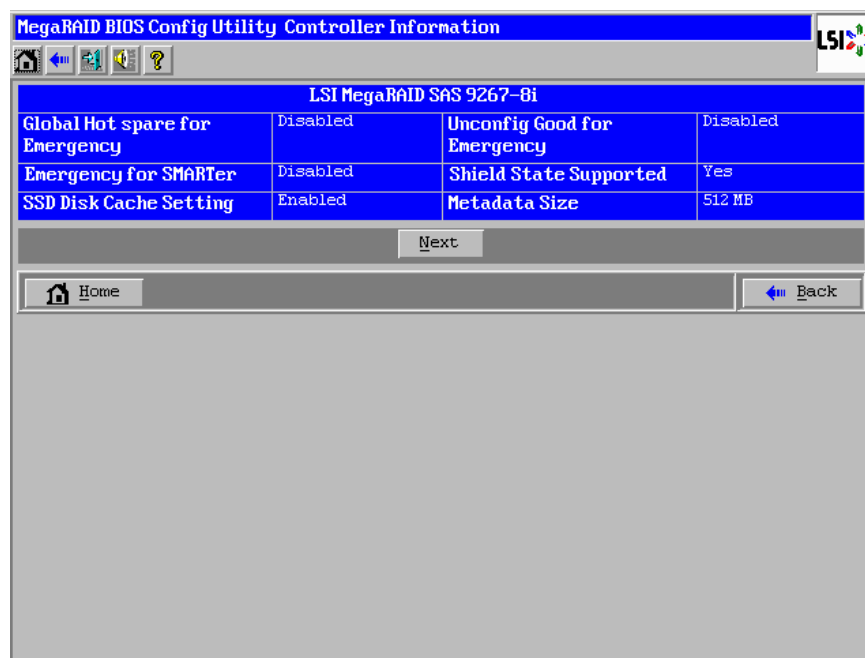 MegaRAID BIOS Config Utility Controller Information
LSI
?
LSI MegaRAID SAS 9267-8i
Global Hot spare for Emergency Disabled Unconfig Good for Emergency Disabled
Emergency for SMARTer Disabled Shield State Supported Yes
SSD Disk Cache Setting Enabled Metadata Size 512 MB
Next
Home Back